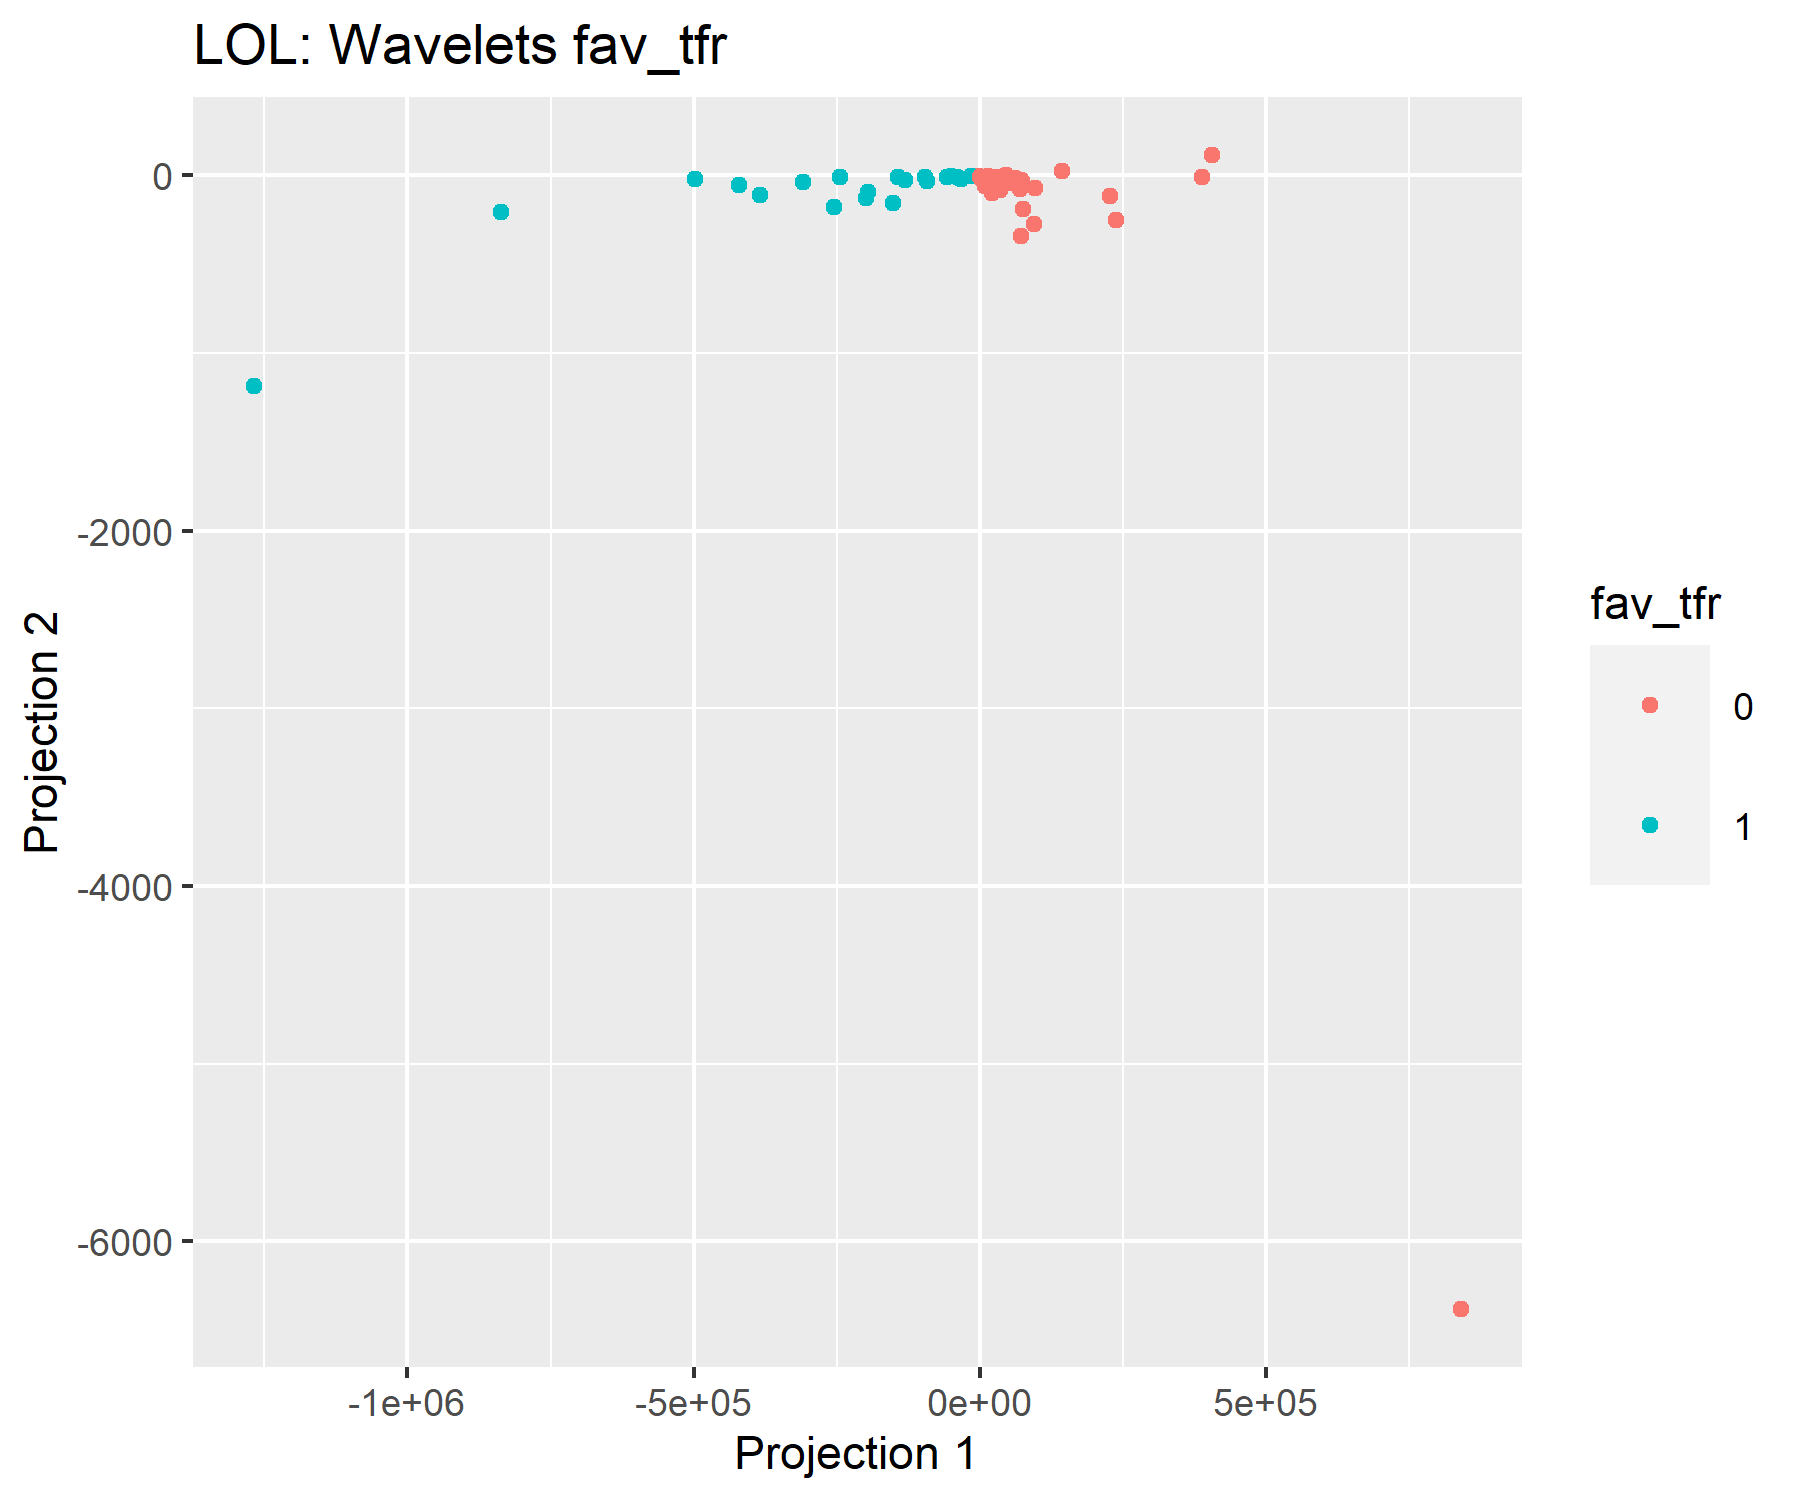 LOL: Wavelets fav_tfr
0
-2000
-4000
-6000
Projection 2
-1e+06
-5e+05
0e+00
5e+05
Projection 1
fav_tfr
0
1